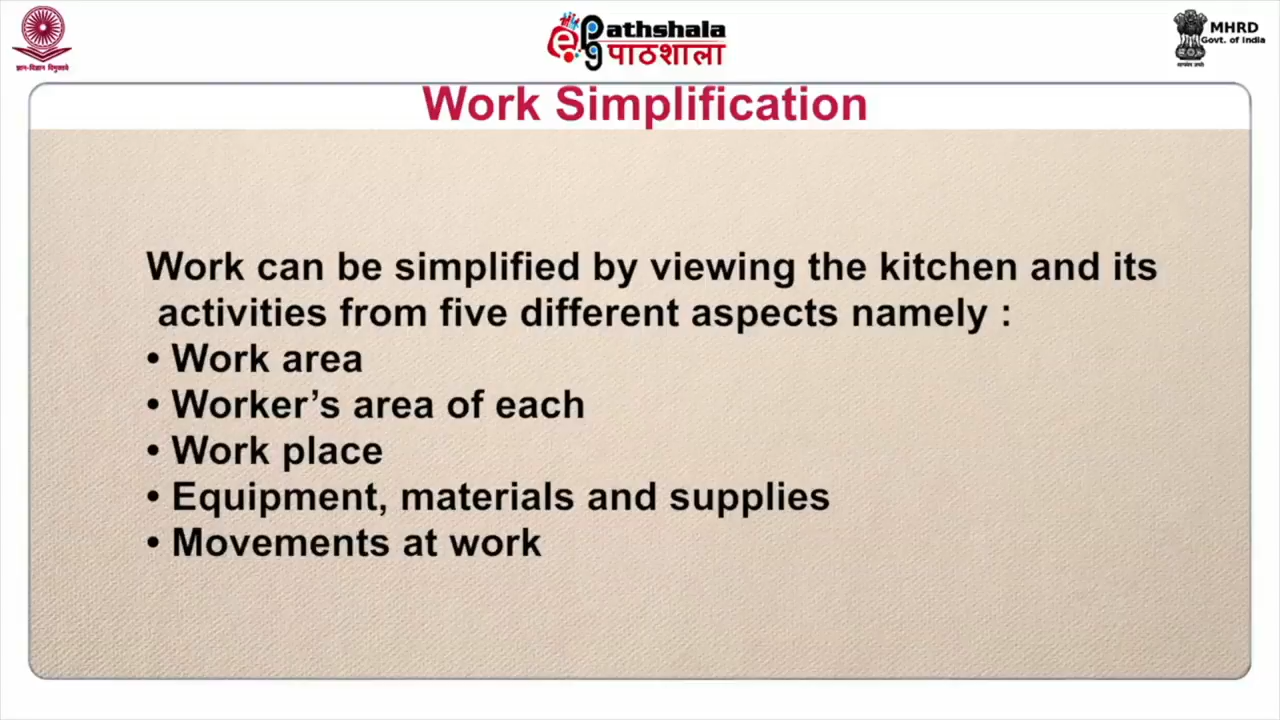 ePG Pathshala
पाठशाला
MHRD
Govt. of India
Work Simplification
Work can be simplified by viewing the kitchen and its
activities from five different aspects namely :
• Work area
• Worker’s area of each
• Work place
• Equipment, materials and supplies
• Movements at work